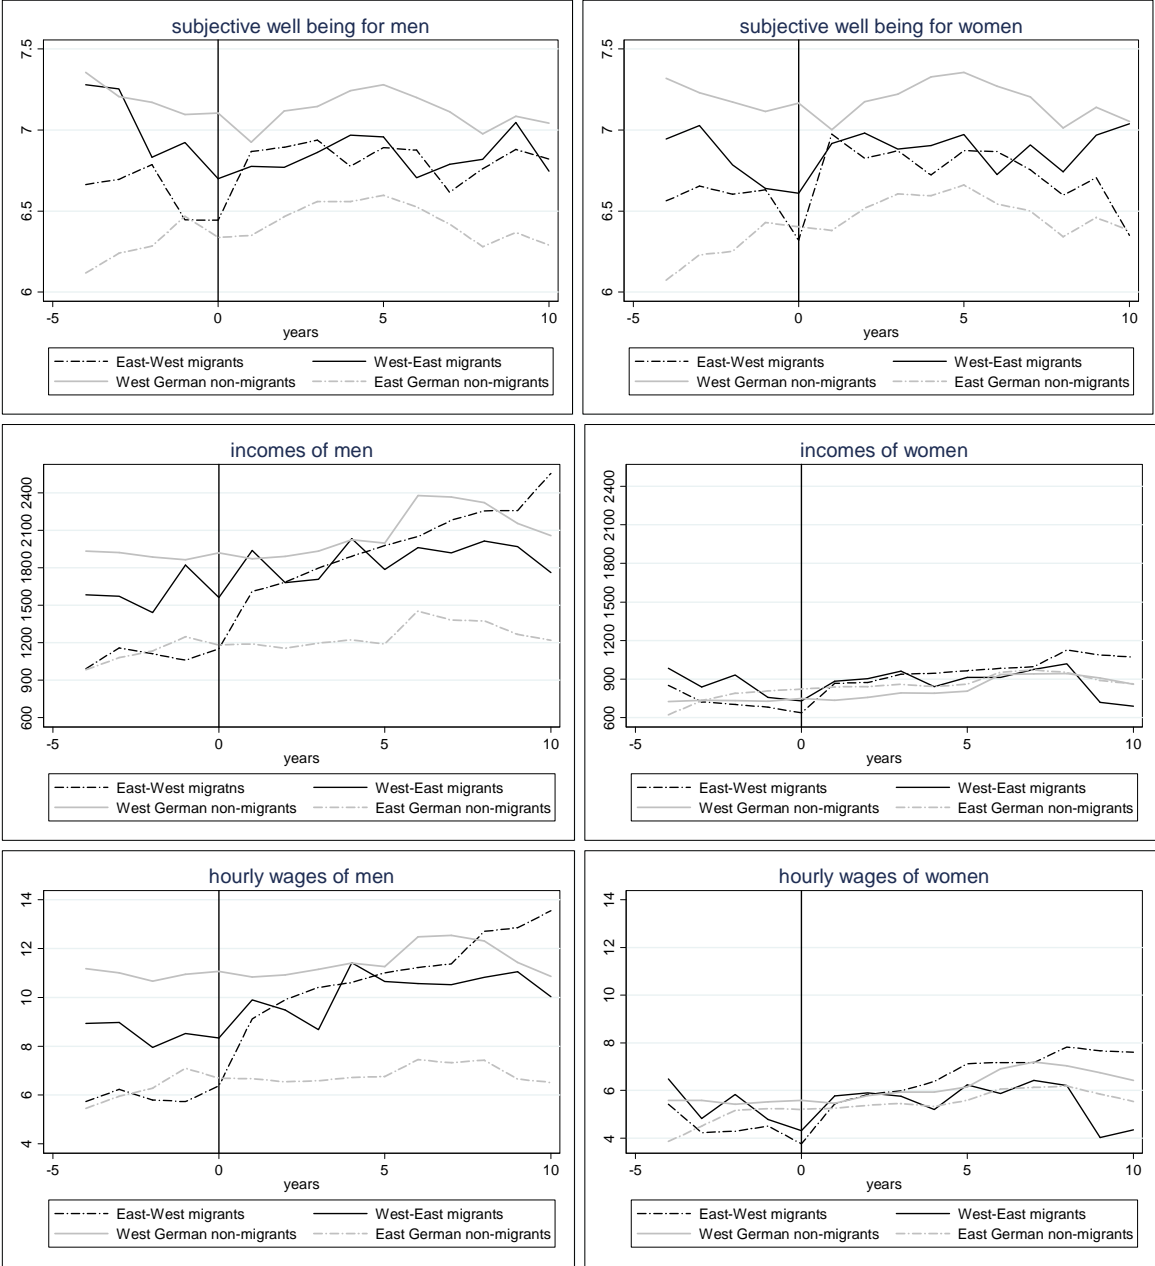 subjective well being for men
7.5
7
6.5
6
-5 0 5 10
years
East-West migrants West-East migrants
West German non-migrants East German non-migrants
subjective well being for women
7.5
7
6.5
6
-5 0 5 10
years
East-West migrants West-East migrants
West German non-migrants East German non-migrants
incomes of men
2400
2100
1800
1500
1200
900
600
-5 0 5 10
years
East-West migratns West-East migrants
West German non-migrants East German non-migrants
incomes of women
2400
2100
1800
1500
1200
900
600
-5 0 5 10
years
East-West migrants West-East migrants
West German non-migrants East German non-migrants
hourly wages of men
14
12
10
8
6
4
-5 0 5 10
years
East-West migrants West-East migrants
West German non-migrants East German non-migrants
hourly wages of women
14
12
10
8
6
4
-5 0 5 10
years
East-West migrants West-East migrants
West German non-migrants East German non-migrants